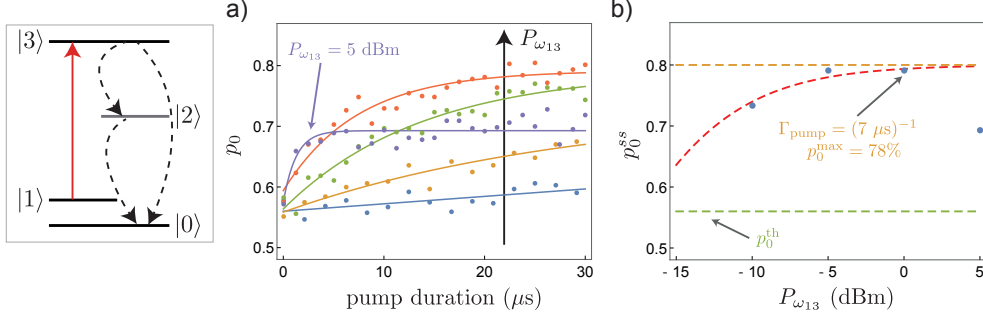 |3⟩
|2⟩
|1⟩
|0⟩
a)
P_{ω13} = 5 dBm
P_{ω13}
p_0
0.8
0.7
0.6
0.5
0
10
20
30
pump duration (μs)
b)
p_0^{ss}
0.8
0.7
0.6
0.5
Γ_pump = (7 μs)^{-1}
p_0^{max} = 78%
p_0^{th}
- 15
- 10
- 5
0
5
P_{ω13} (dBm)